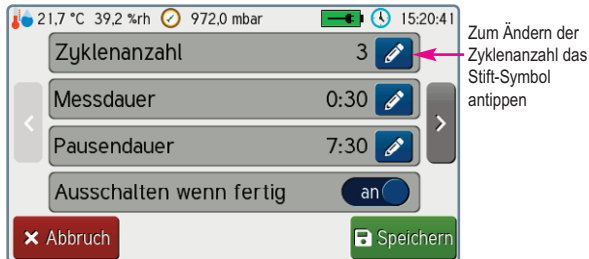 21,7 °C 39,2 %rh 972,0 mbar 15:20:41
Zyklenanzahl 3
Messdauer 0:30
Pausendauer 7:30
Ausschalten wenn fertig an
Abbruch Speichern
Zum Ändern der
Zyklenanzahl das
Stift-Symbol
antippen